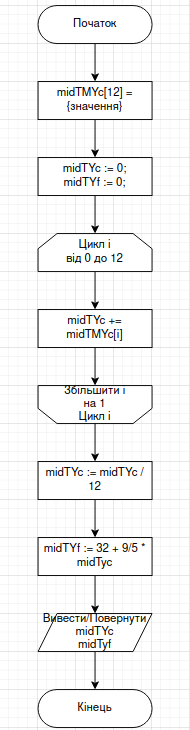 Початок
midTMYc[12] =
{значення}
midTYc := 0;
midTYf := 0;
Цикл і
від 0 до 12
midTYc +=
midTMYc[i]
Збільшити і
на 1
Цикл і
midTYc := midTYc /
12
midTYf := 32 + 9/5 *
midTyc
Вивести/Повернути
midTYc
midTyf
Кінець